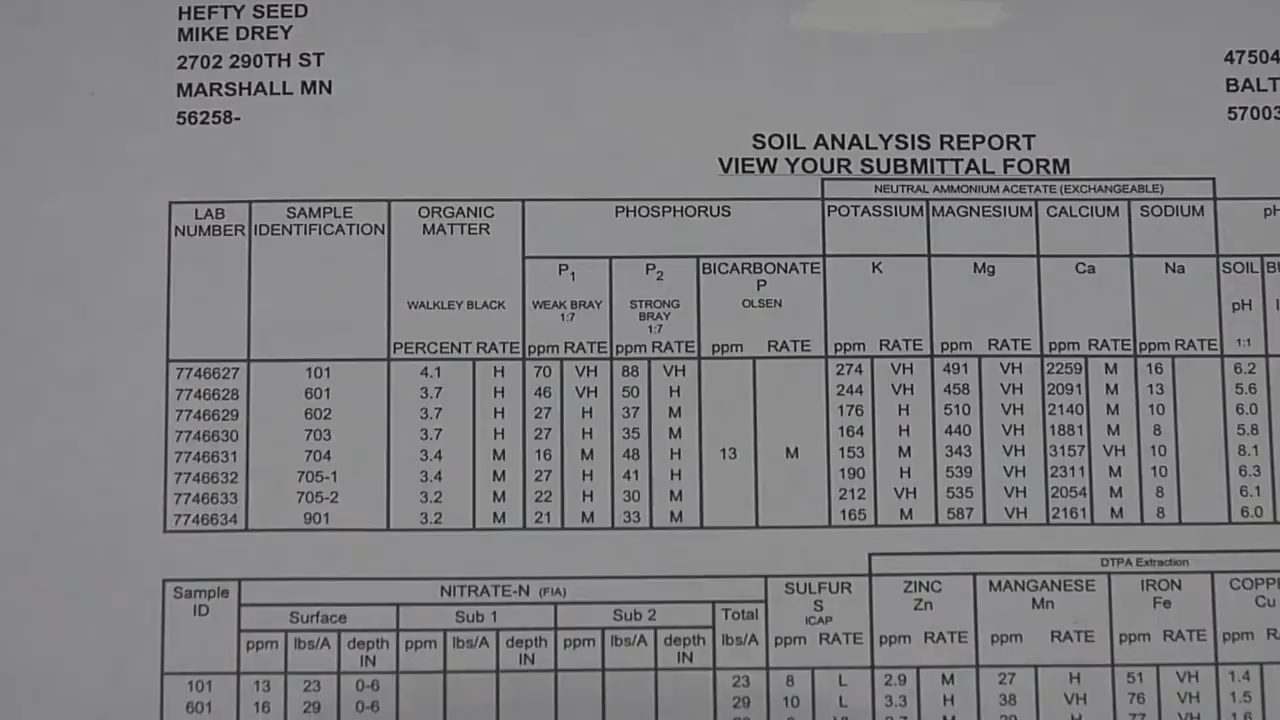 HEFTY SEED
MIKE DREY
2702 290TH ST
MARSHALL MN
56258-
47504
BALT
57003
SOIL ANALYSIS REPORT
VIEW YOUR SUBMITTAL FORM
NEUTRAL AMMONIUM ACETATE (EXCHANGEABLE)
LAB NUMBER SAMPLE IDENTIFICATION ORGANIC MATTER PHOSPHORUS POTASSIUM MAGNESIUM CALCIUM SODIUM pH
P1 P2 BICARBONATE P K Mg Ca Na SOIL pH
WALKLEY BLACK WEAK BRAY 1:7 STRONG BRAY 1:7 OLSEN
PERCENT RATE ppm RATE ppm RATE ppm RATE ppm RATE ppm RATE ppm RATE ppm RATE 1:1
7746627 101 4.1 H 70 VH 88 VH 274 VH 491 VH 2259 M 16 6.2
7746628 601 3.7 H 46 VH 50 H 244 VH 458 VH 2091 M 13 5.6
7746629 602 3.7 H 27 H 37 M 176 H 510 VH 2140 M 10 6.0
7746630 703 3.7 H 27 H 35 M 164 H 440 VH 1881 M 8 5.8
7746631 704 3.4 M 16 M 48 H 13 M 153 M 343 VH 3157 VH 10 8.1
7746632 705-1 3.4 M 27 H 41 H 190 H 539 VH 2311 M 10 6.3
7746633 705-2 3.2 M 22 H 30 M 212 VH 535 VH 2054 M 8 6.1
7746634 901 3.2 M 21 M 33 M 165 M 587 VH 2161 M 8 6.0
DTPA Extraction
Sample ID NITRATE-N (FIA) SULFUR S ICAP ZINC Zn MANGANESE Mn IRON Fe COPP Cu
Surface Sub 1 Sub 2 Total
ppm lbs/A depth IN ppm lbs/A depth IN ppm lbs/A depth IN lbs/A ppm RATE ppm RATE ppm RATE ppm RATE ppm
101 13 23 0-6 23 8 L 2.9 M 27 H 51 VH 1.4
601 16 29 0-6 29 10 L 3.3 H 38 VH 76 VH 1.5